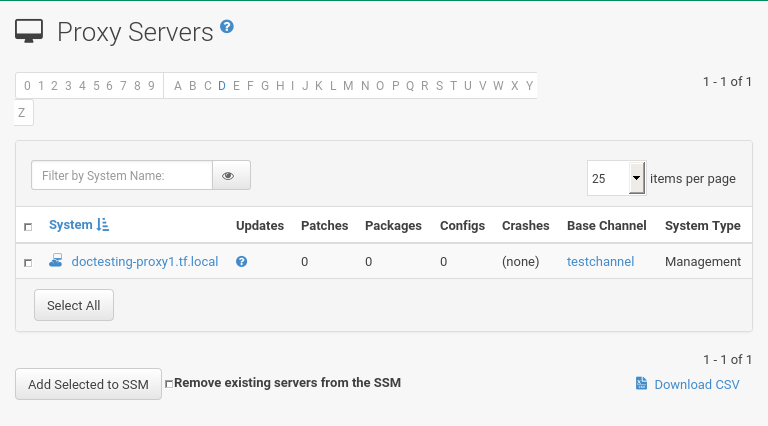 Proxy Servers ?
0 1 2 3 4 5 6 7 8 9 A B C D E F G H I J K L M N O P Q R S T U V W X Y
1 - 1 of 1
Z
Filter by System Name:
25 items per page
System Updates Patches Packages Configs Crashes Base Channel System Type
doctesting-proxy1.tf.local ? 0 0 0 (none) testchannel Management
Select All
1 - 1 of 1
Add Selected to SSM Remove existing servers from the SSM Download CSV